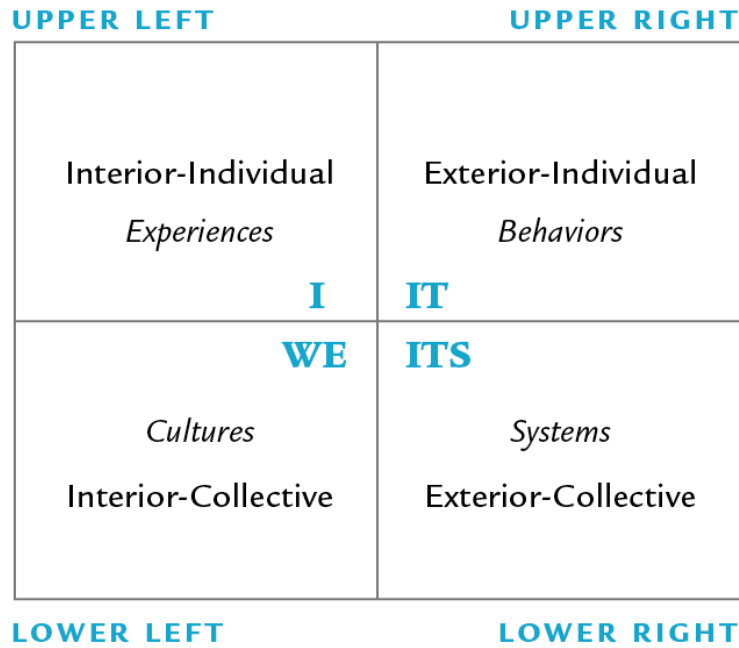 UPPER LEFT
UPPER RIGHT
Interior-Individual
Experiences
I
Exterior-Individual
Behaviors
IT
WE
Cultures
Interior-Collective
ITS
Systems
Exterior-Collective
LOWER LEFT
LOWER RIGHT